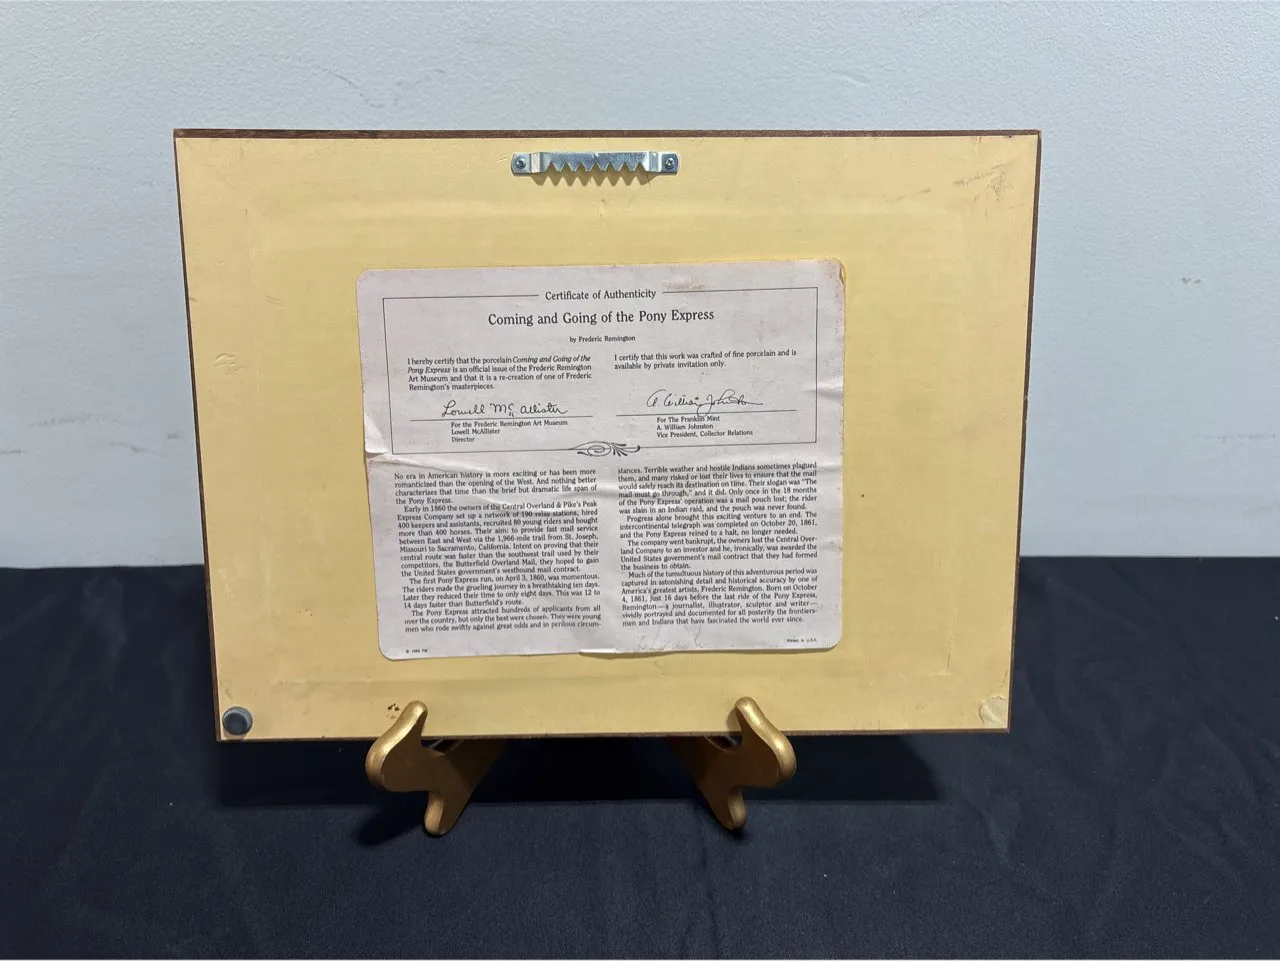 Certificate of Authenticity
Coming and Going of the Pony Express
by Frederic Remington
I hereby certify that the porcelain Coming and Going of the
Pony Express is an official issue of the Frederic Remington
Art Museum and that it is a re-creation of one of Frederic
Remington's masterpieces.
Lowell McAllister
For the Frederic Remington Art Museum
Lowell McAllister
Director
I certify that this work was crafted of fine porcelain and is
available by private invitation only.
A. William Johnston
For The Franklin Mint
A. William Johnston
Vice President, Collector Relations
No era in American history is more exciting or has been more
romanticized than the opening of the West. And nothing better
characterizes that time than the brief but dramatic life span of
the Pony Express.
Early in 1860 the owners of the Central Overland & Pike's Peak
Express Company set up a network of 190 relay stations, hired
400 keepers and assistants, recruited 80 young riders and bought
more than 400 horses. Their aim: to provide fast mail service
between East and West via the 1,966-mile trail from St. Joseph,
Missouri to Sacramento, California. Intent on proving that their
central route was faster than the southwest trail used by their
competitors, the Butterfield Overland Mail, they hoped to gain
the United States government's westbound mail contract.
The first Pony Express run, on April 3, 1860, was momentous.
The riders made the grueling journey in a breathtaking ten days.
Later they reduced their time to only eight days. This was 12 to
14 days faster than Butterfield's route.
The Pony Express attracted hundreds of applicants from all
over the country, but only the best were chosen. They were young
men who rode swiftly against great odds and in perilous circum-
stances. Terrible weather and hostile Indians sometimes plagued
them, and many risked or lost their lives to ensure that the mail
would safely reach its destination on time. Their slogan was "The
mail must go through," and it did. Only once in the 18 months
of the Pony Express' operation was a mail pouch lost; the rider
was slain in an Indian raid, and the pouch was never found.
Progress alone brought this exciting venture to an end. The
intercontinental telegraph was completed on October 20, 1861,
and the Pony Express reined to a halt, no longer needed.
The company went bankrupt, the owners lost the Central Over-
land Company to an investor and he, ironically, was awarded the
United States government's mail contract that they had formed
the business to obtain.
Much of the tumultuous history of this adventurous period was
captured in astonishing detail and historical accuracy by one of
America's greatest artists, Frederic Remington. Born on October
4, 1861, just 16 days before the last ride of the Pony Express,
Remington—a journalist, illustrator, sculptor and writer—
vividly portrayed and documented for all posterity the frontiers-
men and Indians that have fascinated the world ever since.
Printed in U.S.A.